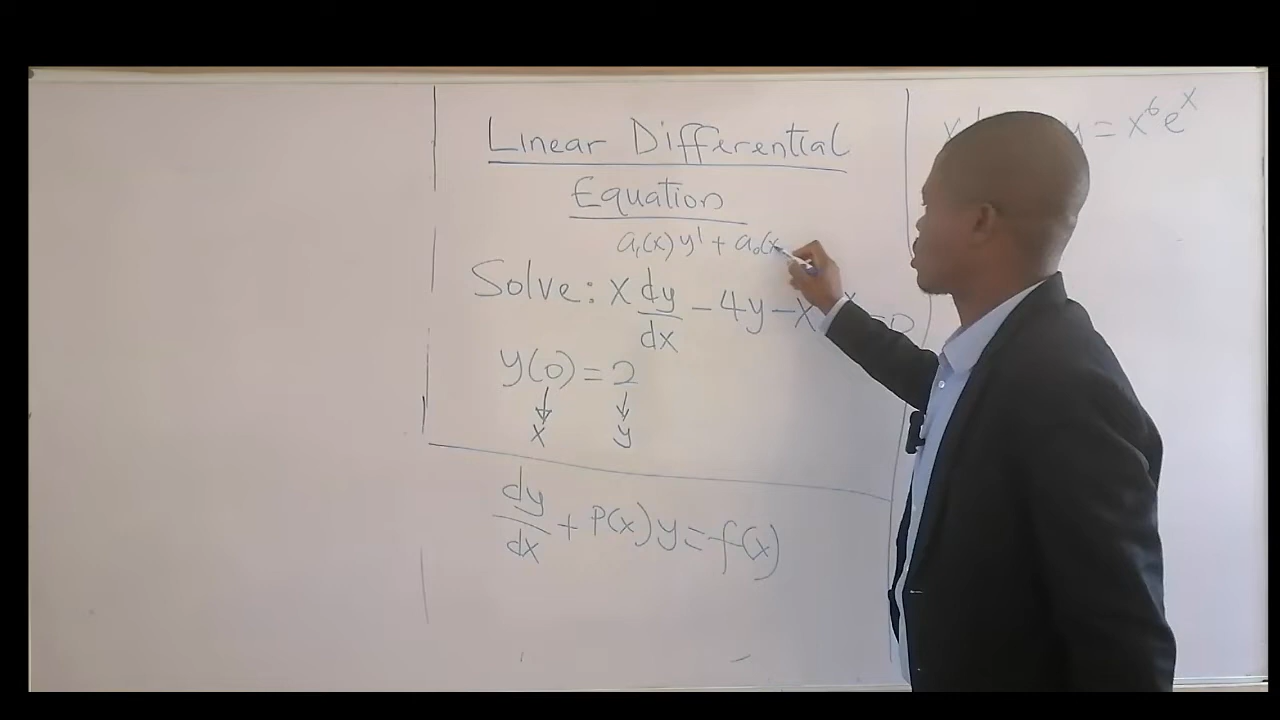 Linear Differential
Equation
a₁(x) y' + a₀(x
Solve: x dy/dx - 4y - x
y(0) = 2
x y
dy/dx + P(x) y = f(x)
y = x⁶eˣ